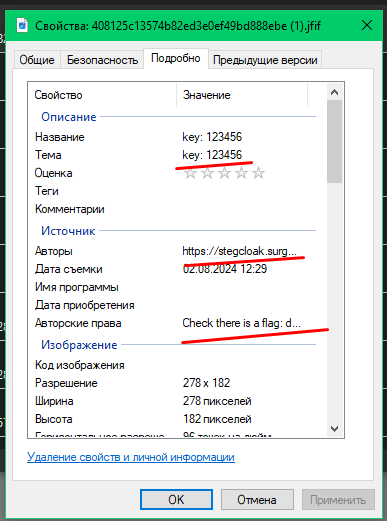 Свойства: 408125c13574b82ed3e0ef49bd888ebe (1).jfif
Общие Безопасность Подробно Предыдущие версии
Свойство Значение
Описание
Название key: 123456
Тема key: 123456
Оценка
Теги
Комментарии
Источник
Авторы https://stegcloak.surg...
Дата съемки 02.08.2024 12:29
Имя программы
Дата приобретения
Авторские права Check there is a flag: d...
Изображение
Код изображения
Разрешение 278 x 182
Ширина 278 пикселей
Высота 182 пикселей
Горизонтальное разреше... 96 точек на дюйм
Удаление свойств и личной информации
OK Отмена Применить